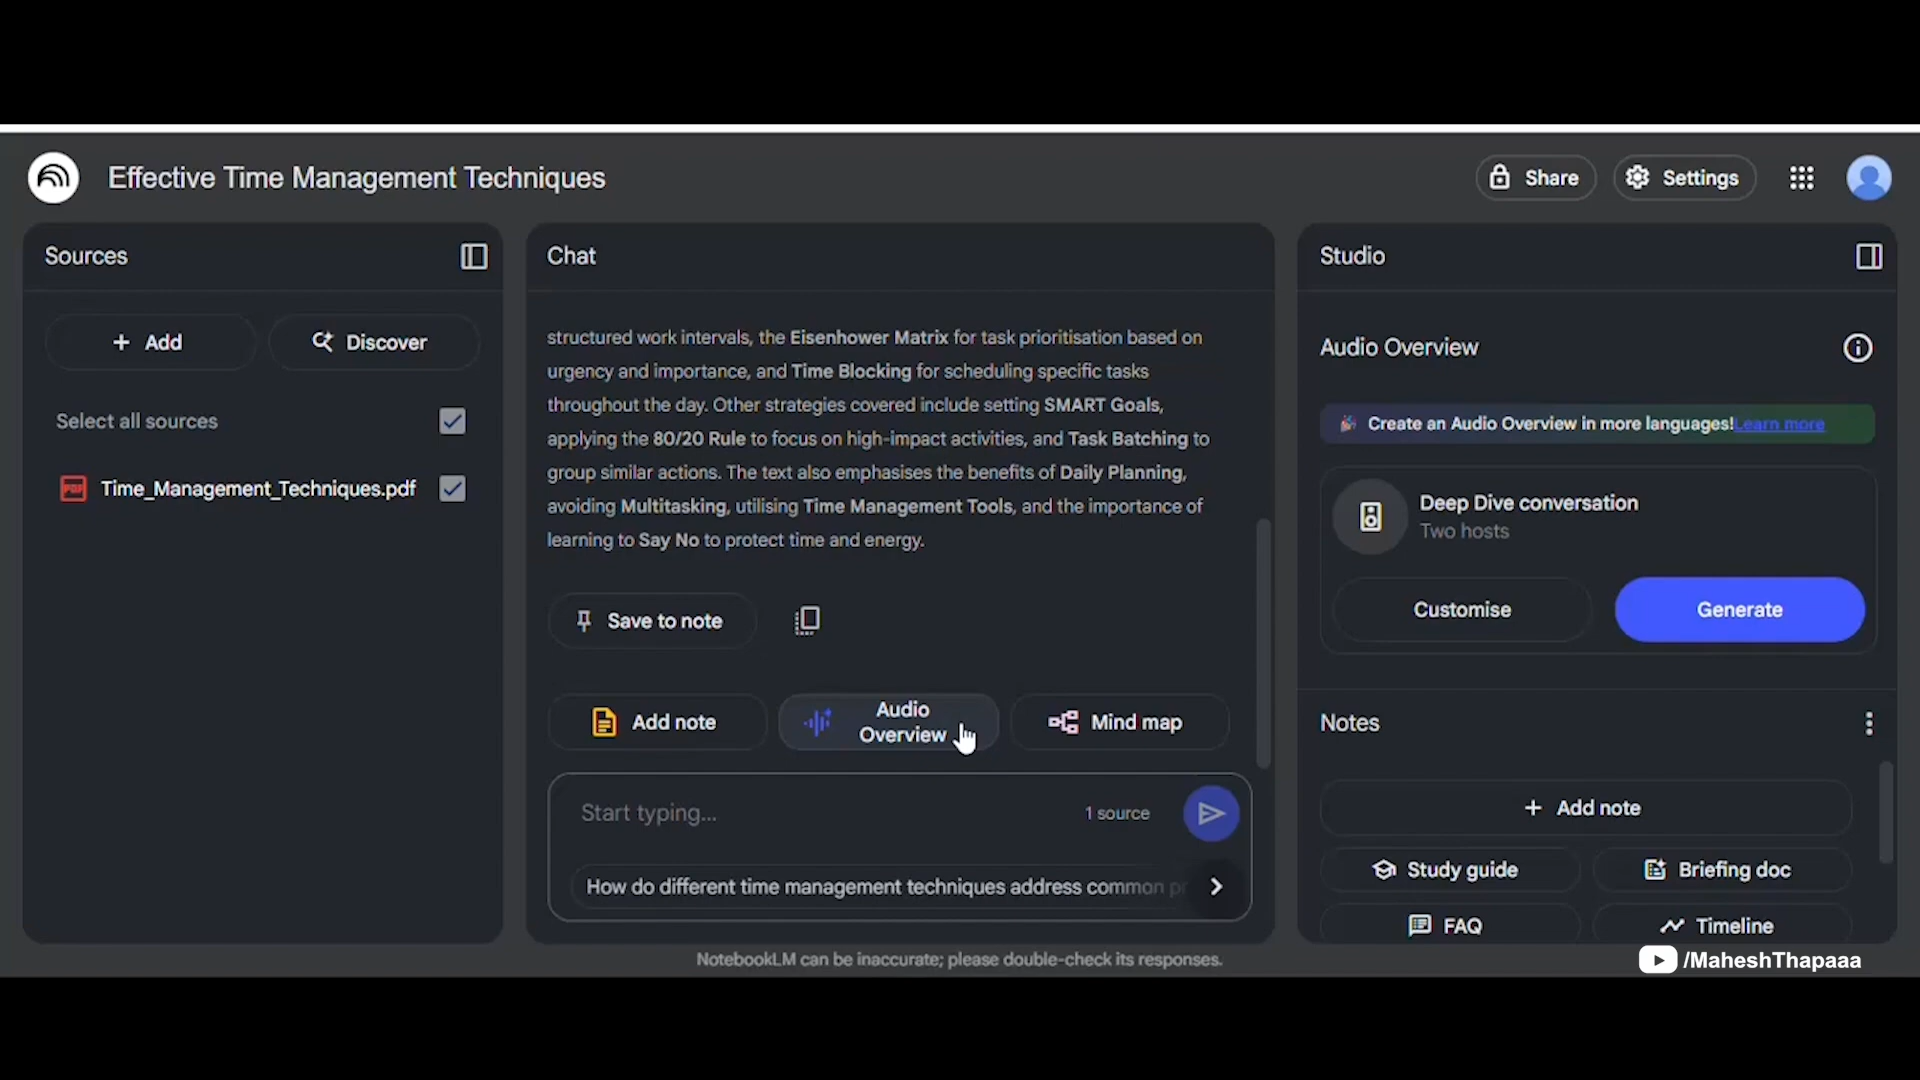 Effective Time Management Techniques
Share
Settings
Sources
+ Add
Discover
Select all sources
PDF
Time_Management_Techniques.pdf
Chat
structured work intervals, the Eisenhower Matrix for task prioritisation based on
urgency and importance, and Time Blocking for scheduling specific tasks
throughout the day. Other strategies covered include setting SMART Goals,
applying the 80/20 Rule to focus on high-impact activities, and Task Batching to
group similar actions. The text also emphasises the benefits of Daily Planning,
avoiding Multitasking, utilising Time Management Tools, and the importance of
learning to Say No to protect time and energy.
Save to note
Add note
Audio
Overview
Mind map
Start typing...
1 source
How do different time management techniques address common
NotebookLM can be inaccurate; please double-check its responses.
Studio
Audio Overview
Create an Audio Overview in more languages! Learn more
Deep Dive conversation
Two hosts
Customise
Generate
Notes
+ Add note
Study guide
Briefing doc
FAQ
Timeline
/MaheshThapaaa